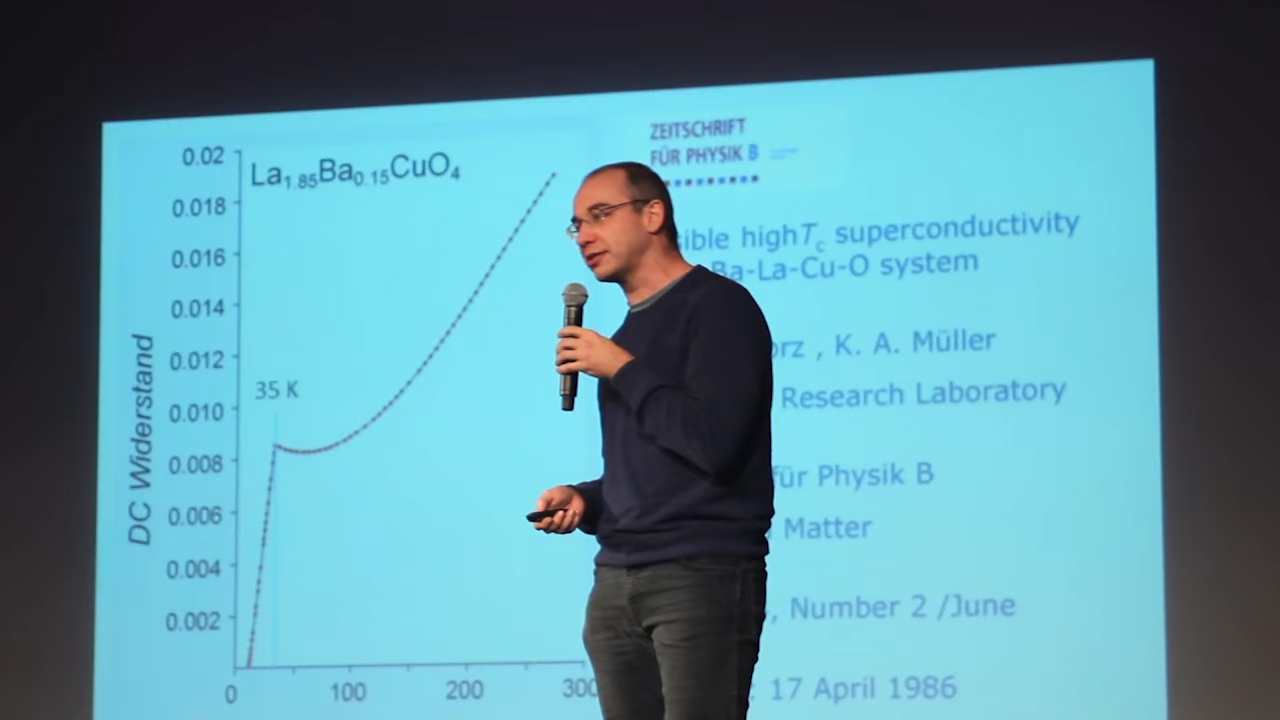 ZEITSCHRIFT
FÜR PHYSIK B
La1.85Ba0.15CuO4
0.02
0.018
0.016
0.014
0.012
0.010
0.008
0.006
0.004
0.002
35 K
DC Widerstand
0 100 200 300
high Tc superconductivity
Ba-La-Cu-O system
K. A. Müller
Research Laboratory
für Physik B
Matter
, Number 2 /June
17 April 1986